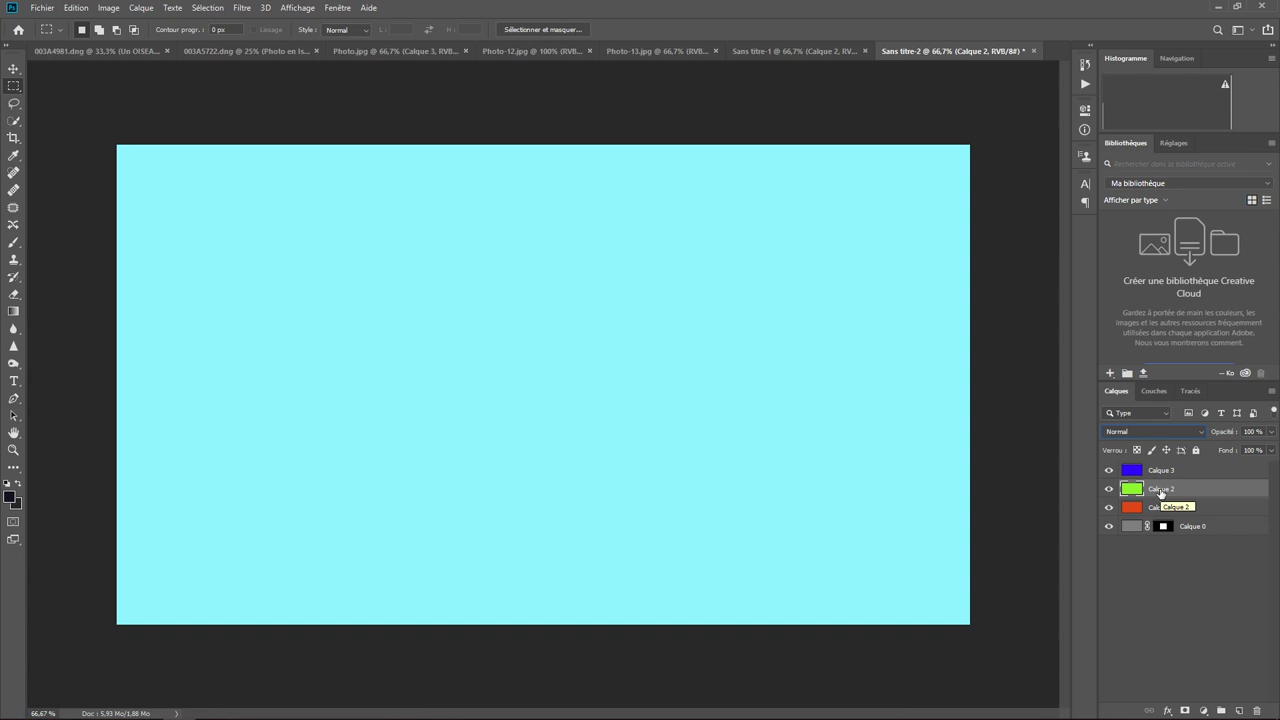 Ps Fichier Edition Image Calque Texte Sélection Filtre 3D Affichage Fenêtre Aide
Contour progr. : 0 px Lissage Style : Normal L : H : Sélectionner et masquer...
003A4981.dng @ 33,3% (Un OISEA... × 003A5722.dng @ 25% (Photo en Is... × Photo.jpg @ 66,7% (Calque 3, RVB/8... × Photo-12.jpg @ 100% (RVB... × Photo-13.jpg @ 66,7% (RVB... × Sans titre-1 @ 66,7% (Calque 2, RVB/... × Sans titre-2 @ 66,7% (Calque 2, RVB/8#) * ×
Histogramme Navigation
Bibliothèques Réglages
Rechercher dans la bibliothèque active
Ma bibliothèque
Afficher par type
Créer une bibliothèque Creative
Cloud
Gardez à portée de main les couleurs, les
images et les autres ressources fréquemment
utilisées dans chaque application Adobe.
Nous vous montrerons comment.
-- Ko
Calques Couches Tracés
Type
Normal Opacité : 100 %
Verrou : Fond : 100 %
Calque 3
Calque 2
Calque 2
Calque 0
66,67 % Doc : 5,93 Mo/1,88 Mo